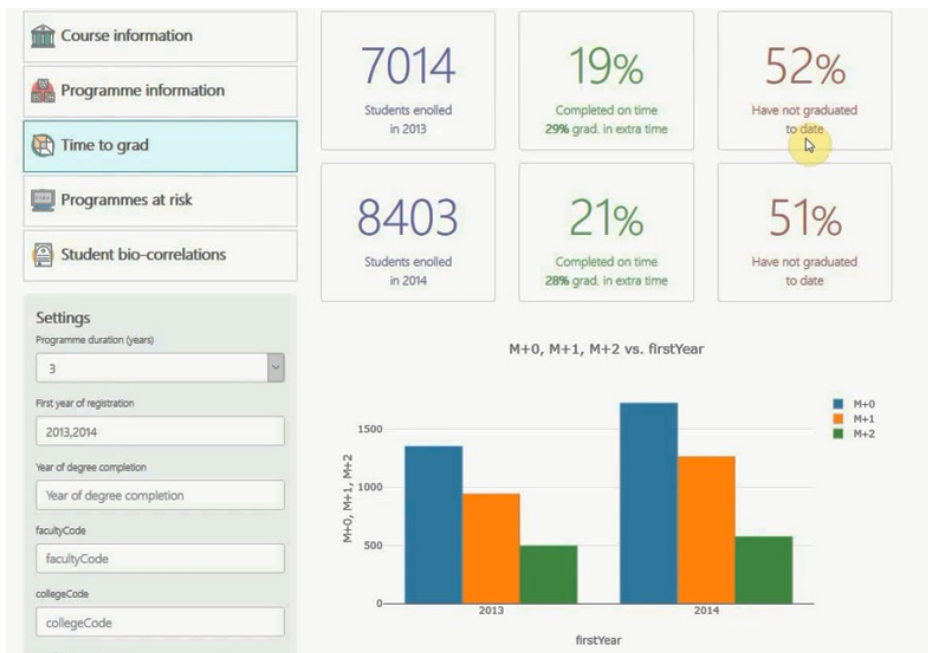 Course information
Programme information
Time to grad
Programmes at risk
Student bio-correlations
Settings
Programme duration (years)
3
First year of registration
2013,2014
Year of degree completion
Year of degree completion
facultyCode
facultyCode
collegeCode
collegeCode
7014
Students enolled
in 2013
19%
Completed on time
29% grad. in extra time
52%
Have not graduated
to date
8403
Students enolled
in 2014
21%
Completed on time
28% grad. in extra time
51%
Have not graduated
to date
M+0, M+1, M+2 vs. firstYear
M+0, M+1, M+2
1500
1000
500
0
2013
2014
firstYear
M+0
M+1
M+2